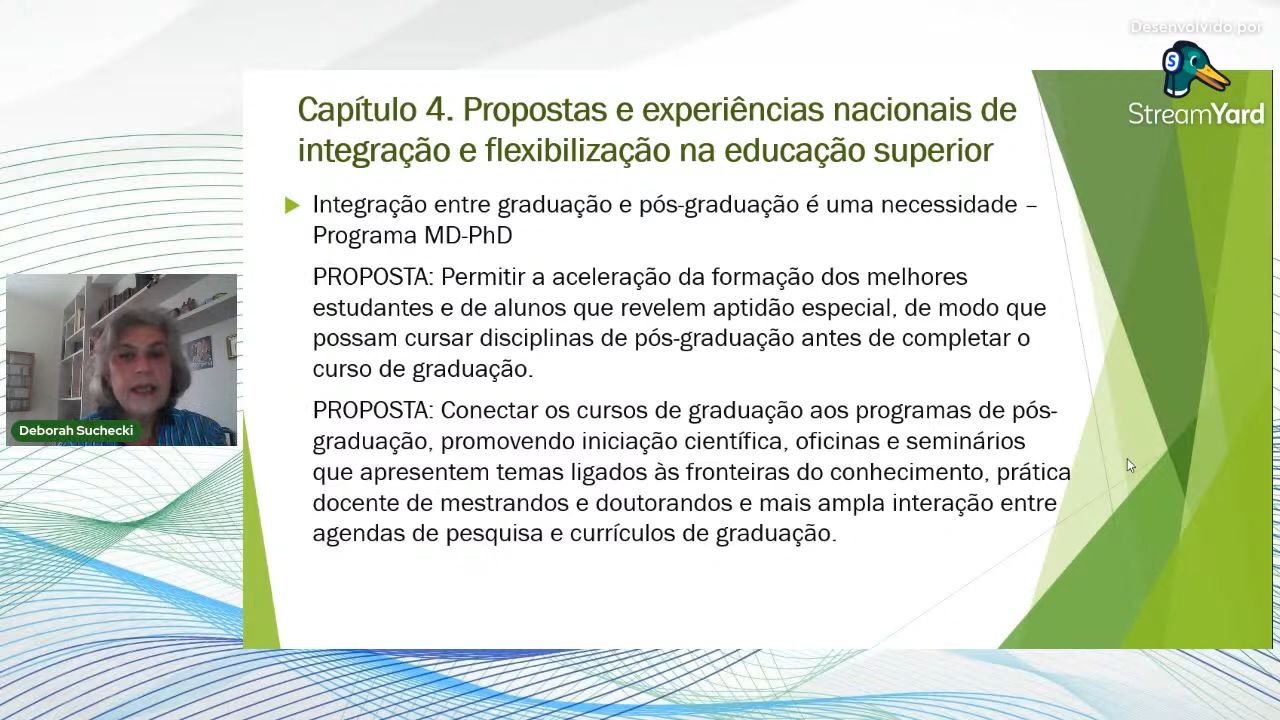 Desenvolvido por
StreamYard
Capítulo 4. Propostas e experiências nacionais de
integração e flexibilização na educação superior
Integração entre graduação e pós-graduação é uma necessidade –
Programa MD-PhD
PROPOSTA: Permitir a aceleração da formação dos melhores
estudantes e de alunos que revelem aptidão especial, de modo que
possam cursar disciplinas de pós-graduação antes de completar o
curso de graduação.
PROPOSTA: Conectar os cursos de graduação aos programas de pós-
graduação, promovendo iniciação científica, oficinas e seminários
que apresentem temas ligados às fronteiras do conhecimento, prática
docente de mestrandos e doutorandos e mais ampla interação entre
agendas de pesquisa e currículos de graduação.
Deborah Suchecki